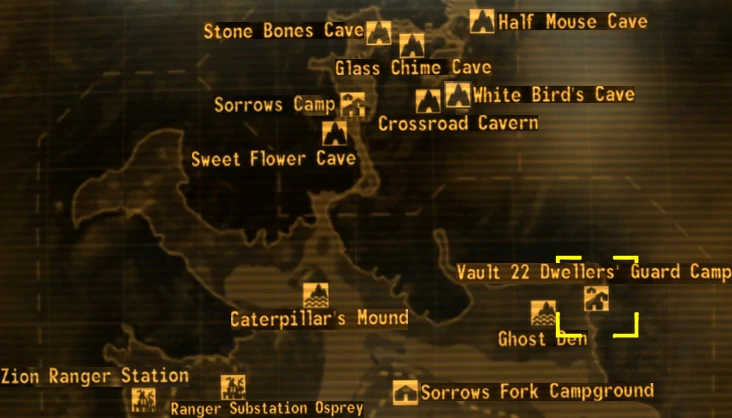 Half Mouse Cave
Stone Bones Cave
Glass Chime Cave
White Bird's Cave
Sorrows Camp
Crossroad Cavern
Sweet Flower Cave
Vault 22 Dwellers' Guard Camp
Caterpillar's Mound
Ghost Den
Zion Ranger Station
Sorrows Fork Campground
Ranger Substation Osprey